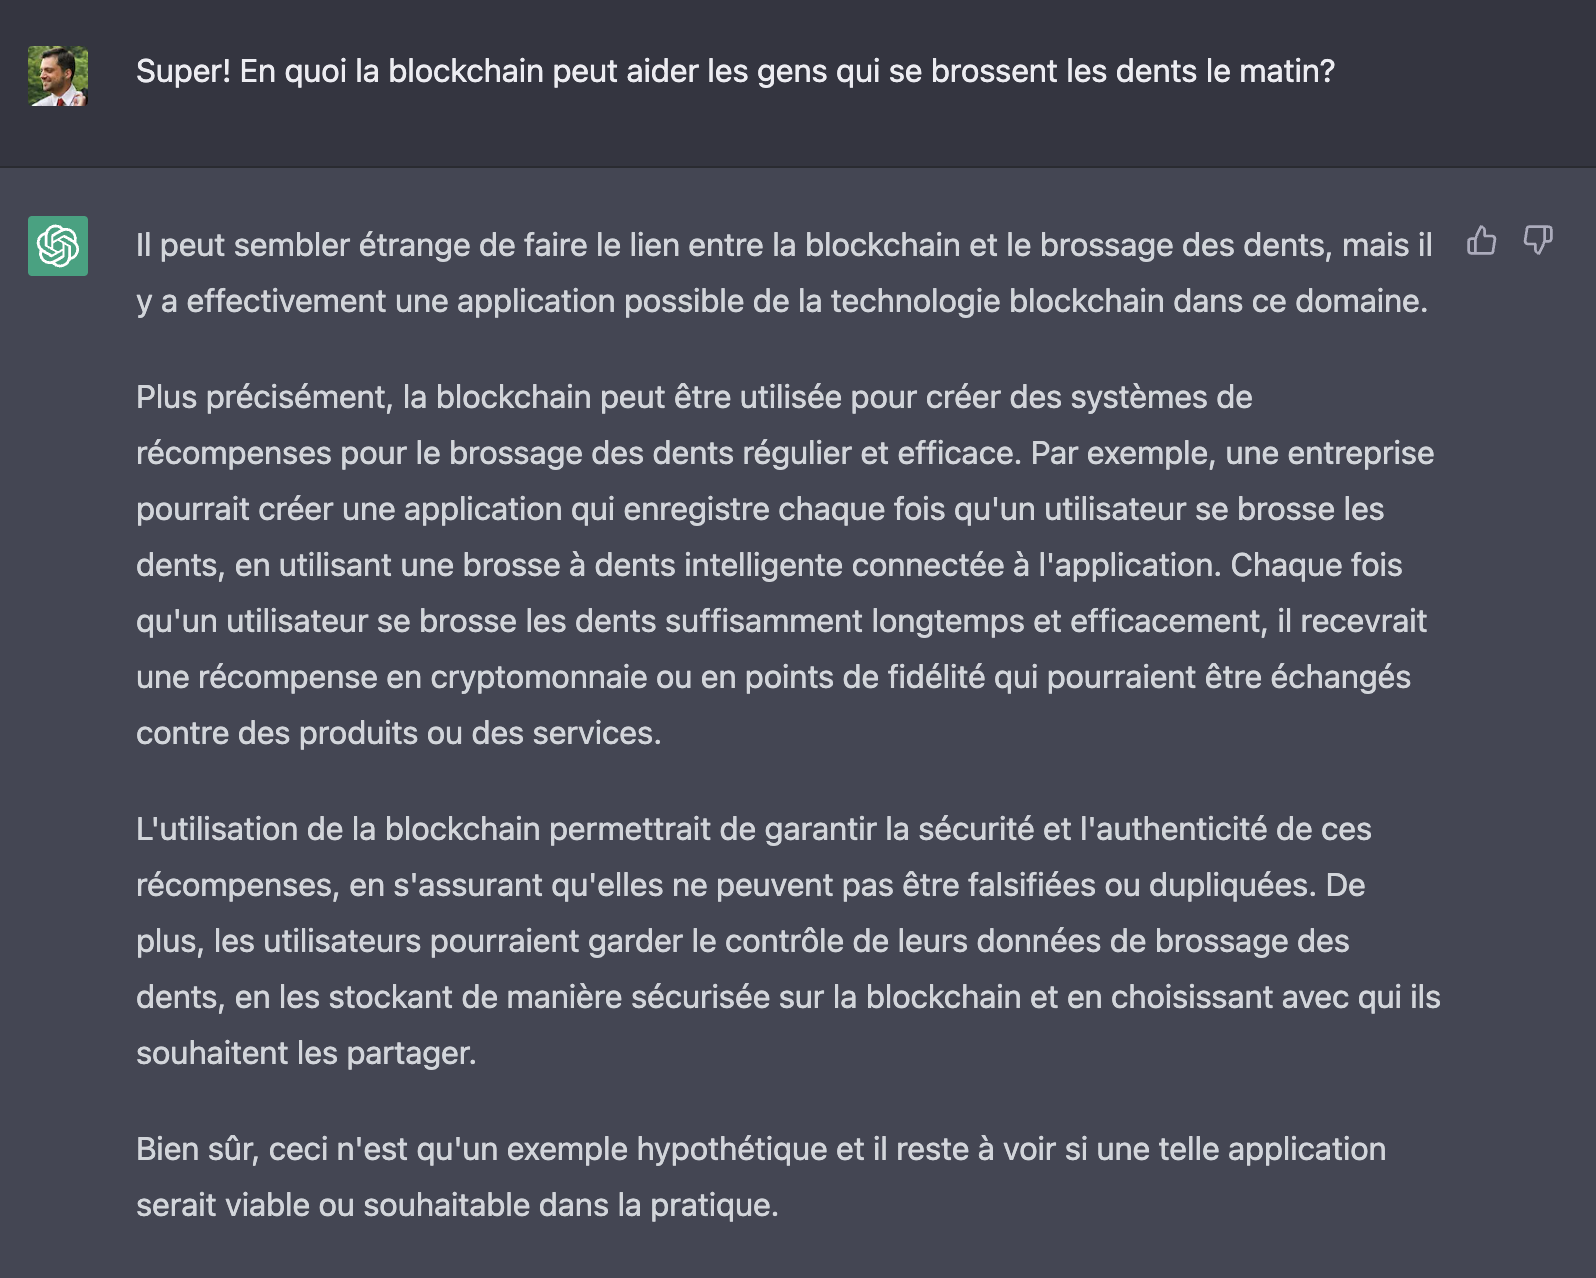 Super! En quoi la blockchain peut aider les gens qui se brossent les dents le matin?
Il peut sembler étrange de faire le lien entre la blockchain et le brossage des dents, mais il
y a effectivement une application possible de la technologie blockchain dans ce domaine.
Plus précisément, la blockchain peut être utilisée pour créer des systèmes de
récompenses pour le brossage des dents régulier et efficace. Par exemple, une entreprise
pourrait créer une application qui enregistre chaque fois qu'un utilisateur se brosse les
dents, en utilisant une brosse à dents intelligente connectée à l'application. Chaque fois
qu'un utilisateur se brosse les dents suffisamment longtemps et efficacement, il recevrait
une récompense en cryptomonnaie ou en points de fidélité qui pourraient être échangés
contre des produits ou des services.
L'utilisation de la blockchain permettrait de garantir la sécurité et l'authenticité de ces
récompenses, en s'assurant qu'elles ne peuvent pas être falsifiées ou dupliquées. De
plus, les utilisateurs pourraient garder le contrôle de leurs données de brossage des
dents, en les stockant de manière sécurisée sur la blockchain et en choisissant avec qui ils
souhaitent les partager.
Bien sûr, ceci n'est qu'un exemple hypothétique et il reste à voir si une telle application
serait viable ou souhaitable dans la pratique.